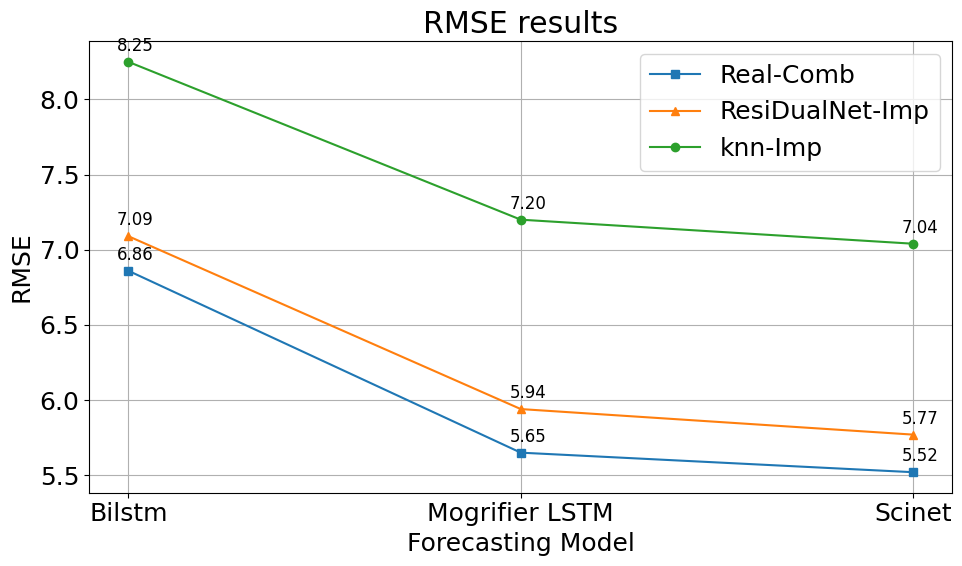 RMSE results
8.25
7.20
7.04
7.09
6.86
5.94
5.65
5.77
5.52
Real-Comb
ResiDualNet-Imp
knn-Imp
8.0
7.5
7.0
6.5
6.0
5.5
RMSE
Bilstm
Mogrifier LSTM
Scinet
Forecasting Model